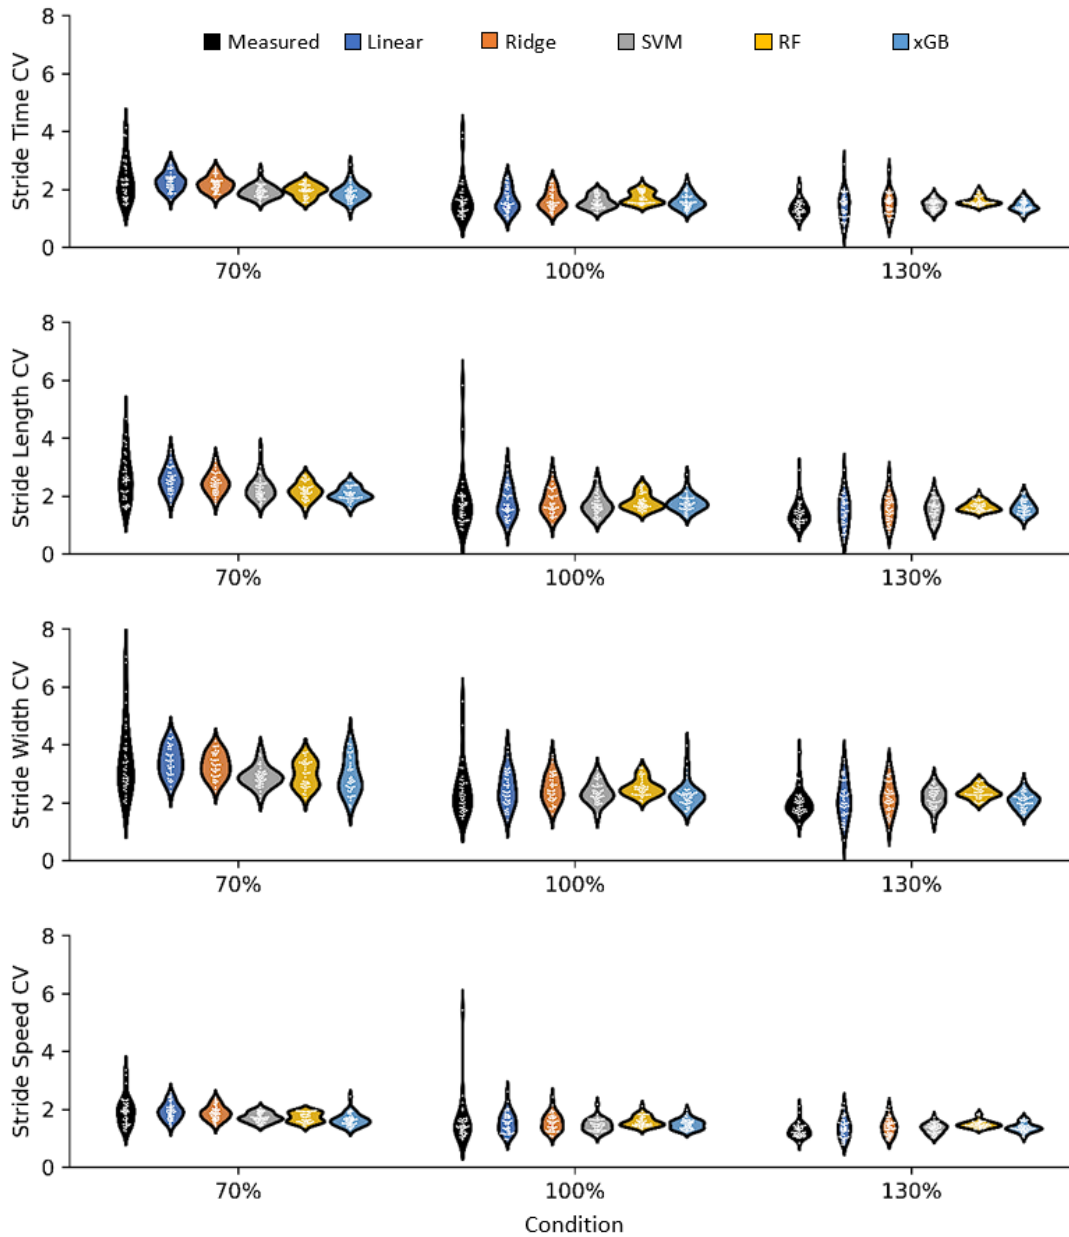 Measured Linear Ridge SVM RF xGB
Stride Time CV
8
6
4
2
0
70% 100% 130%
Stride Length CV
8
6
4
2
0
70% 100% 130%
Stride Width CV
8
6
4
2
0
70% 100% 130%
Stride Speed CV
8
6
4
2
0
70% 100% 130%
Condition